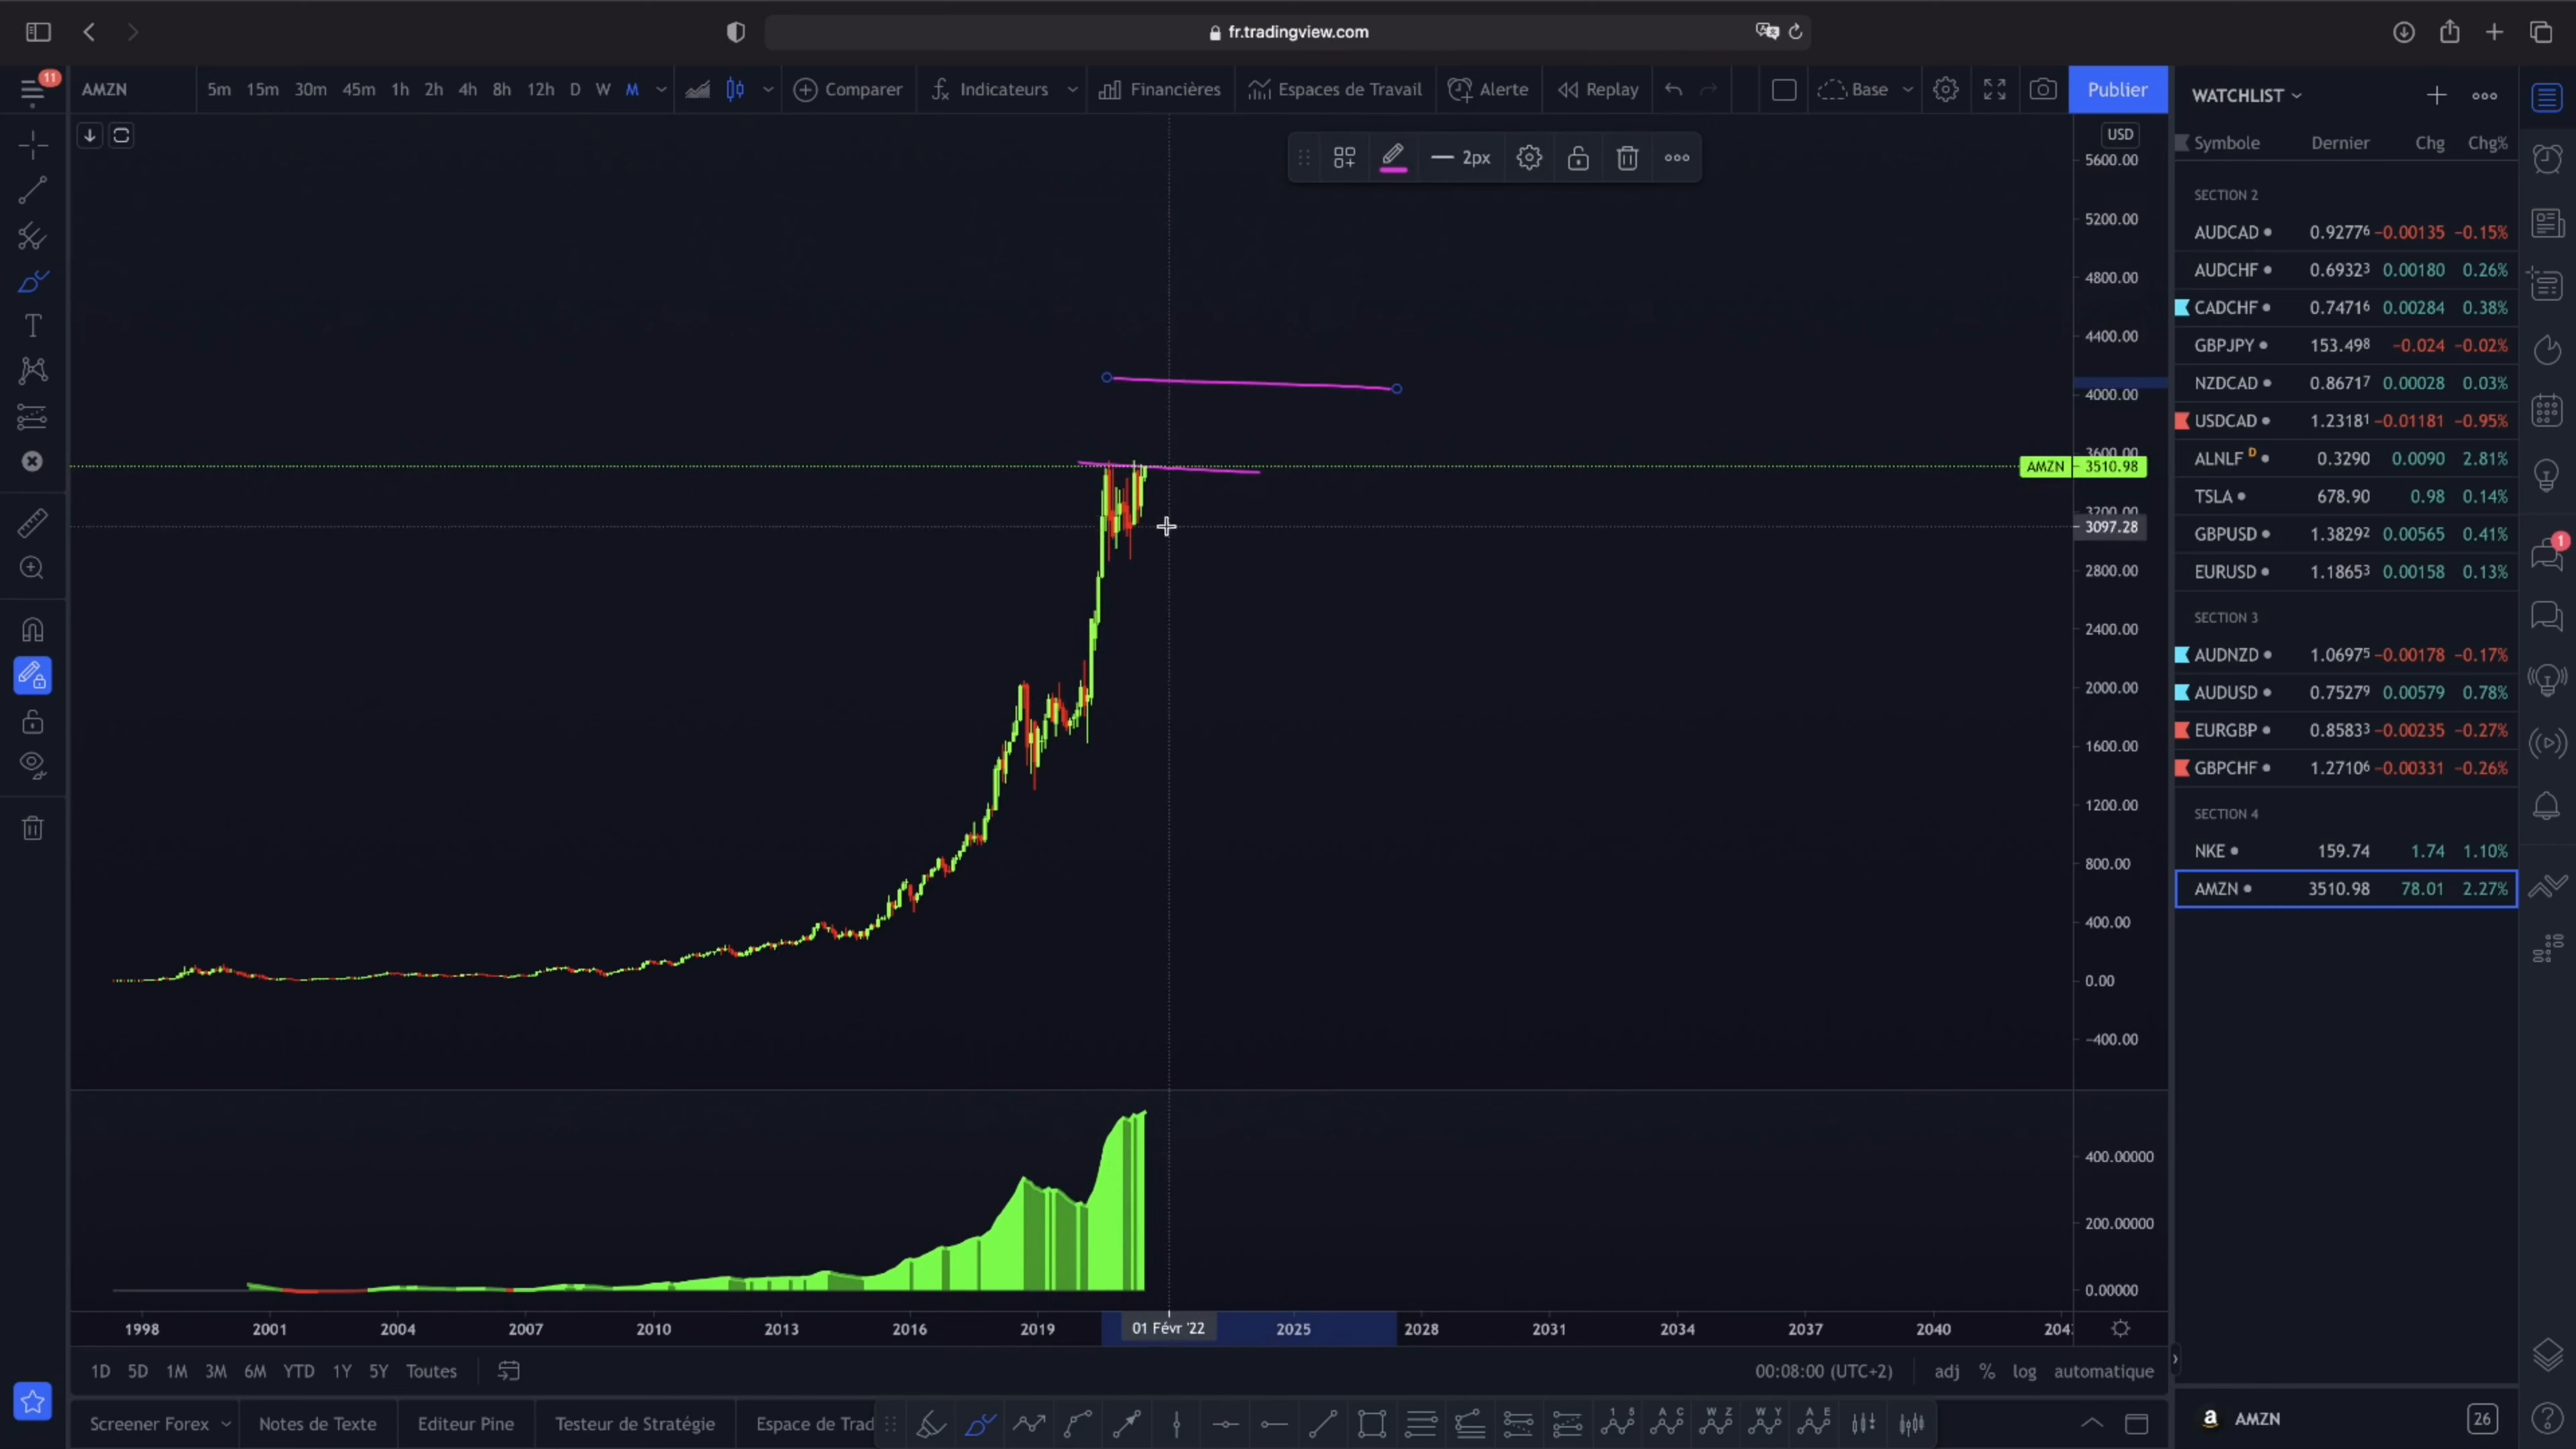 fr.tradingview.com
11
AMZN
5m 15m 30m 45m 1h 2h 4h 8h 12h D W M
Comparer
Indicateurs
Financières
Espaces de Travail
Alerte
Replay
Base
Publier
2px
USD
5600.00
5200.00
4800.00
4400.00
4000.00
3600.00
AMZN 3510.98
3200.00
3097.28
2800.00
2400.00
2000.00
1600.00
1200.00
800.00
400.00
0.00
−400.00
400.00000
200.00000
0.00000
1998 2001 2004 2007 2010 2013 2016 2019 01 Févr '22 2025 2028 2031 2034 2037 2040 204
1D 5D 1M 3M 6M YTD 1Y 5Y Toutes
00:08:00 (UTC+2) adj % log automatique
Screener Forex Notes de Texte Editeur Pine Testeur de Stratégie Espace de Trad
WATCHLIST
Symbole Dernier Chg Chg%
SECTION 2
AUDCAD 0.92776 −0.00135 −0.15%
AUDCHF 0.69323 0.00180 0.26%
CADCHF 0.74716 0.00284 0.38%
GBPJPY 153.498 −0.024 −0.02%
NZDCAD 0.86717 0.00028 0.03%
USDCAD 1.23181 −0.01181 −0.95%
ALNLF D 0.3290 0.0090 2.81%
TSLA 678.90 0.98 0.14%
GBPUSD 1.38292 0.00565 0.41%
EURUSD 1.18653 0.00158 0.13%
SECTION 3
AUDNZD 1.06975 −0.00178 −0.17%
AUDUSD 0.75279 0.00579 0.78%
EURGBP 0.85833 −0.00235 −0.27%
GBPCHF 1.27106 −0.00331 −0.26%
SECTION 4
NKE 159.74 1.74 1.10%
AMZN 3510.98 78.01 2.27%
1
AMZN
26